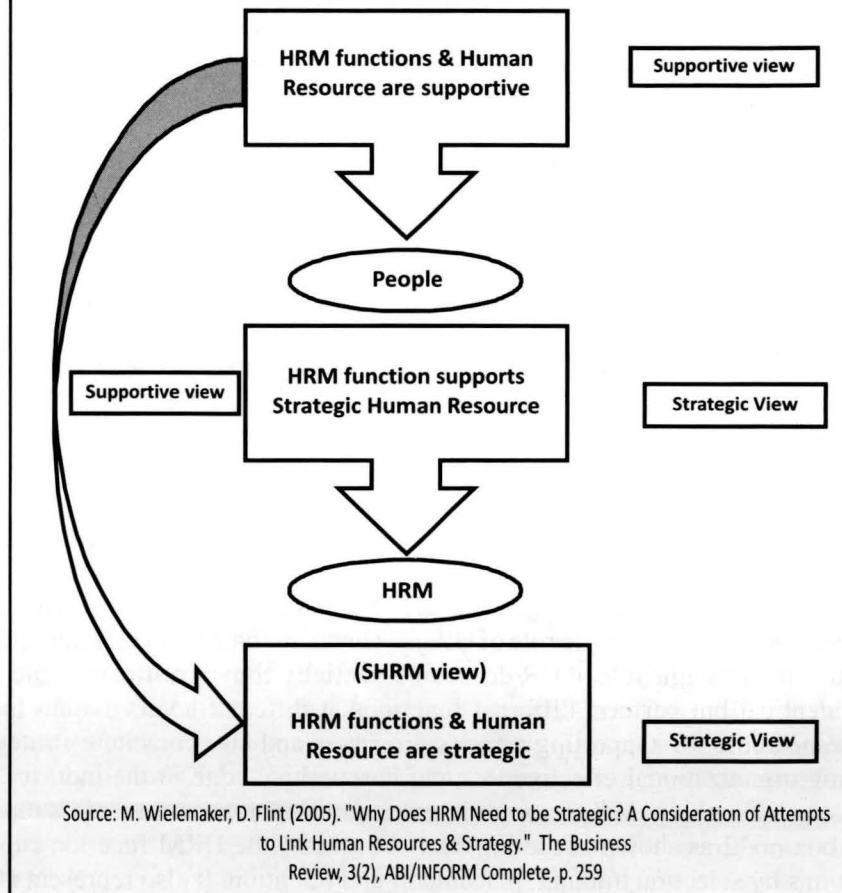 HRM functions & Human
Resource are supportive
Supportive view
People
Supportive view
HRM function supports
Strategic Human Resource
Strategic View
HRM
(SHRM view)
HRM functions & Human
Resource are strategic
Strategic View
Source: M. Wielemaker, D. Flint (2005). "Why Does HRM Need to be Strategic? A Consideration of Attempts
to Link Human Resources & Strategy." The Business
Review, 3(2), ABI/INFORM Complete, p. 259